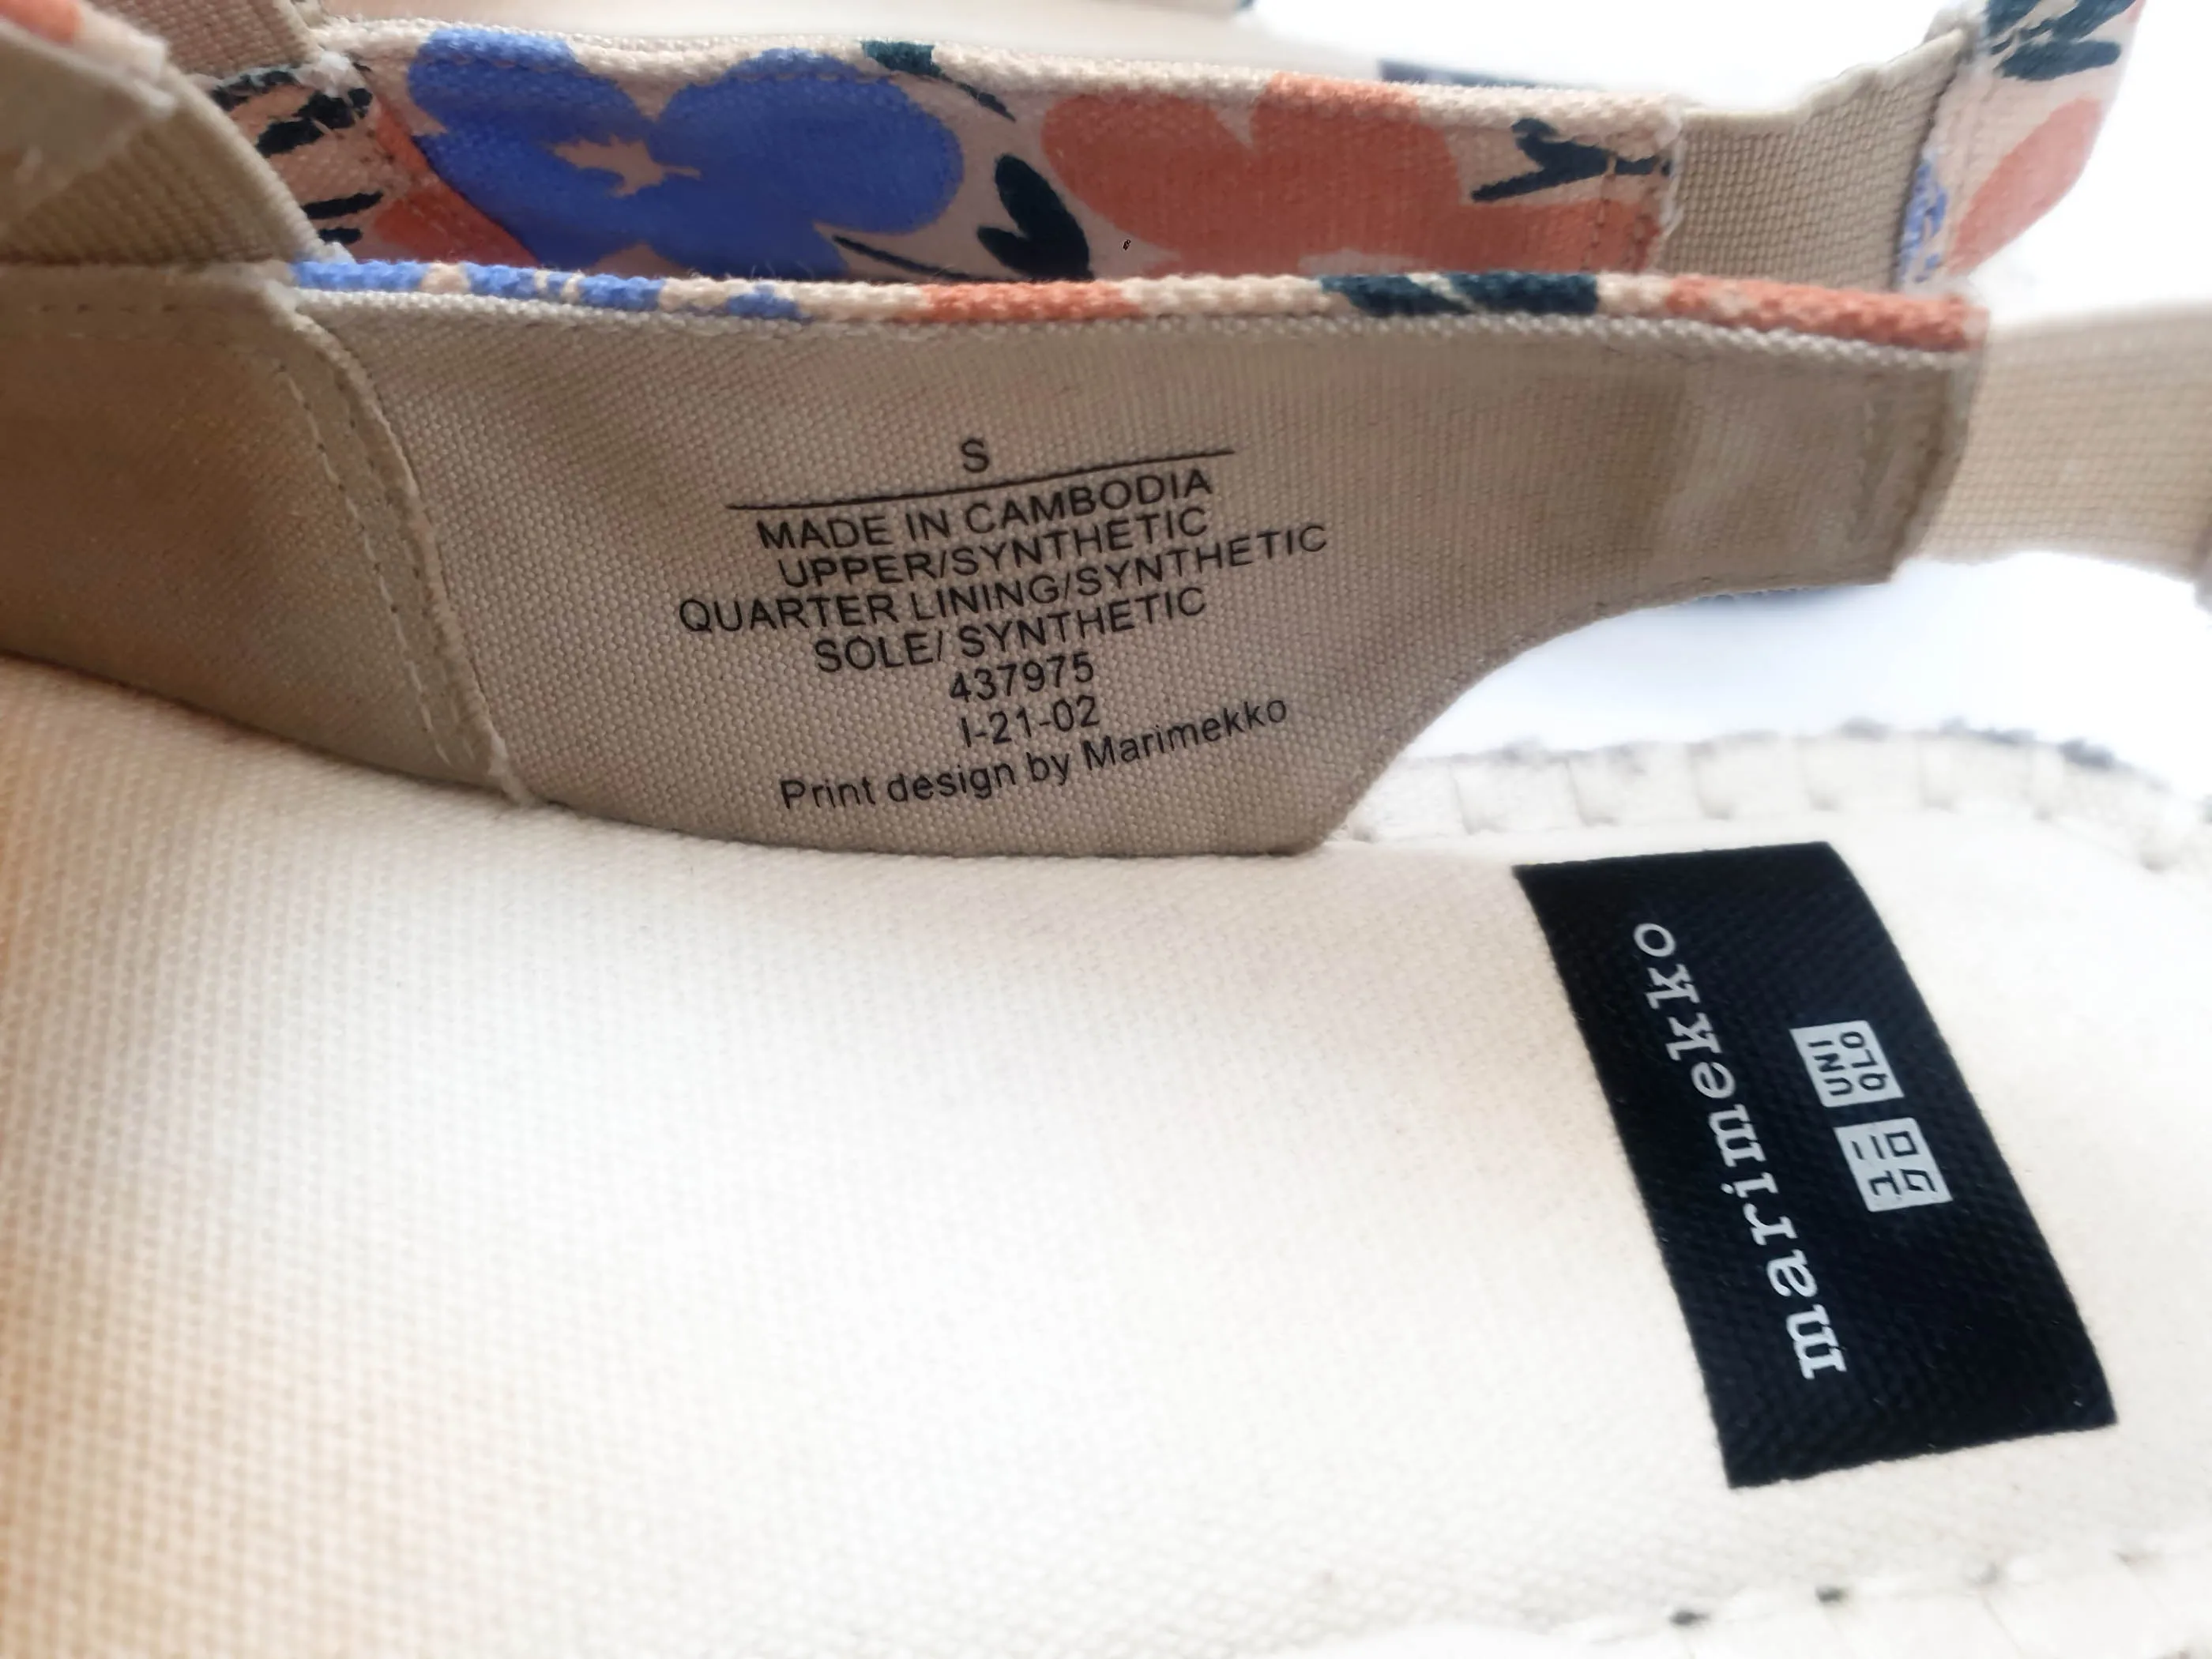 S
MADE IN CAMBODIA
UPPER/SYNTHETIC
QUARTER LINING/SYNTHETIC
SOLE/ SYNTHETIC
437975
I-21-02
Print design by Marimekko
marimekko
UNI
QLO
ユニ
クロ